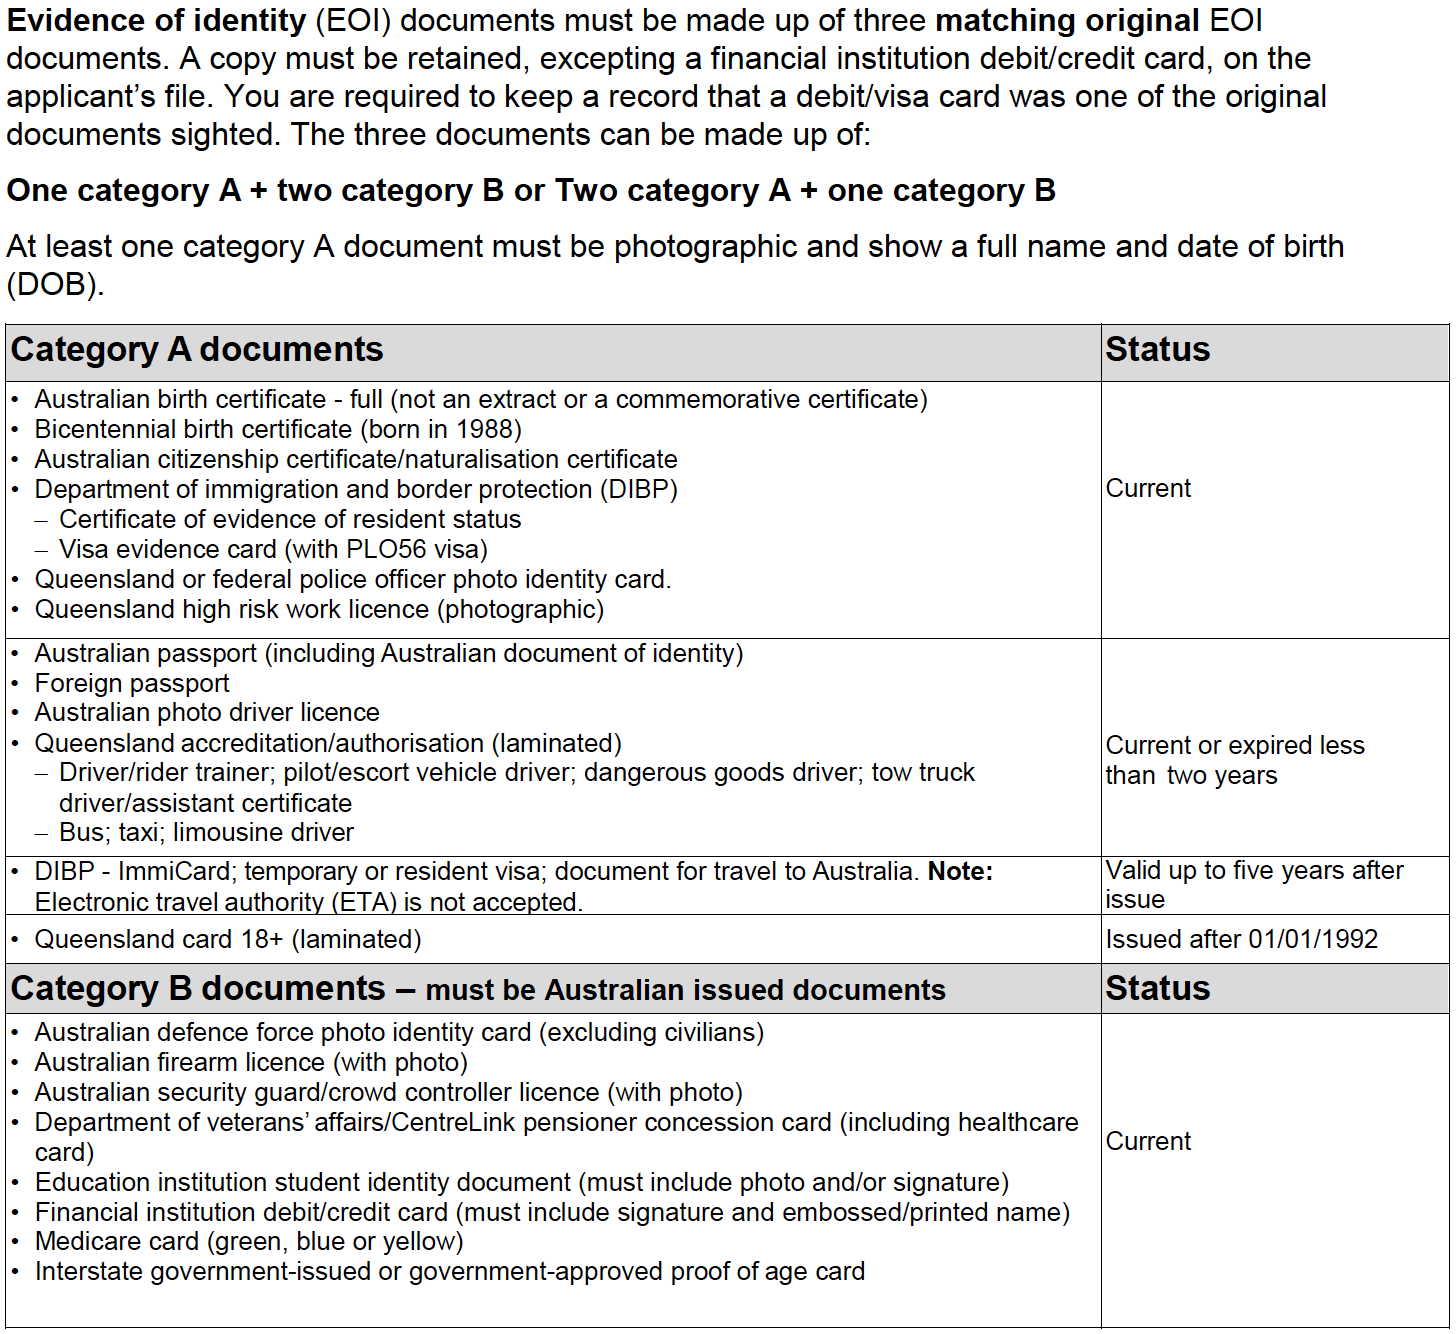 Evidence of identity (EOI) documents must be made up of three matching original EOI
documents. A copy must be retained, excepting a financial institution debit/credit card, on the
applicant's file. You are required to keep a record that a debit/visa card was one of the original
documents sighted. The three documents can be made up of:
One category A + two category B or Two category A + one category B
At least one category A document must be photographic and show a full name and date of birth
(DOB).
Category A documents
Status
• Australian birth certificate - full (not an extract or a commemorative certificate)
• Bicentennial birth certificate (born in 1988)
• Australian citizenship certificate/naturalisation certificate
• Department of immigration and border protection (DIBP)
– Certificate of evidence of resident status
– Visa evidence card (with PLO56 visa)
• Queensland or federal police officer photo identity card.
• Queensland high risk work licence (photographic)
Current
• Australian passport (including Australian document of identity)
• Foreign passport
• Australian photo driver licence
• Queensland accreditation/authorisation (laminated)
– Driver/rider trainer; pilot/escort vehicle driver; dangerous goods driver; tow truck
driver/assistant certificate
– Bus; taxi; limousine driver
Current or expired less
than two years
• DIBP - ImmiCard; temporary or resident visa; document for travel to Australia. Note:
Electronic travel authority (ETA) is not accepted.
Valid up to five years after
issue
• Queensland card 18+ (laminated)
Issued after 01/01/1992
Category B documents – must be Australian issued documents
Status
• Australian defence force photo identity card (excluding civilians)
• Australian firearm licence (with photo)
• Australian security guard/crowd controller licence (with photo)
• Department of veterans' affairs/CentreLink pensioner concession card (including healthcare
card)
• Education institution student identity document (must include photo and/or signature)
• Financial institution debit/credit card (must include signature and embossed/printed name)
• Medicare card (green, blue or yellow)
• Interstate government-issued or government-approved proof of age card
Current